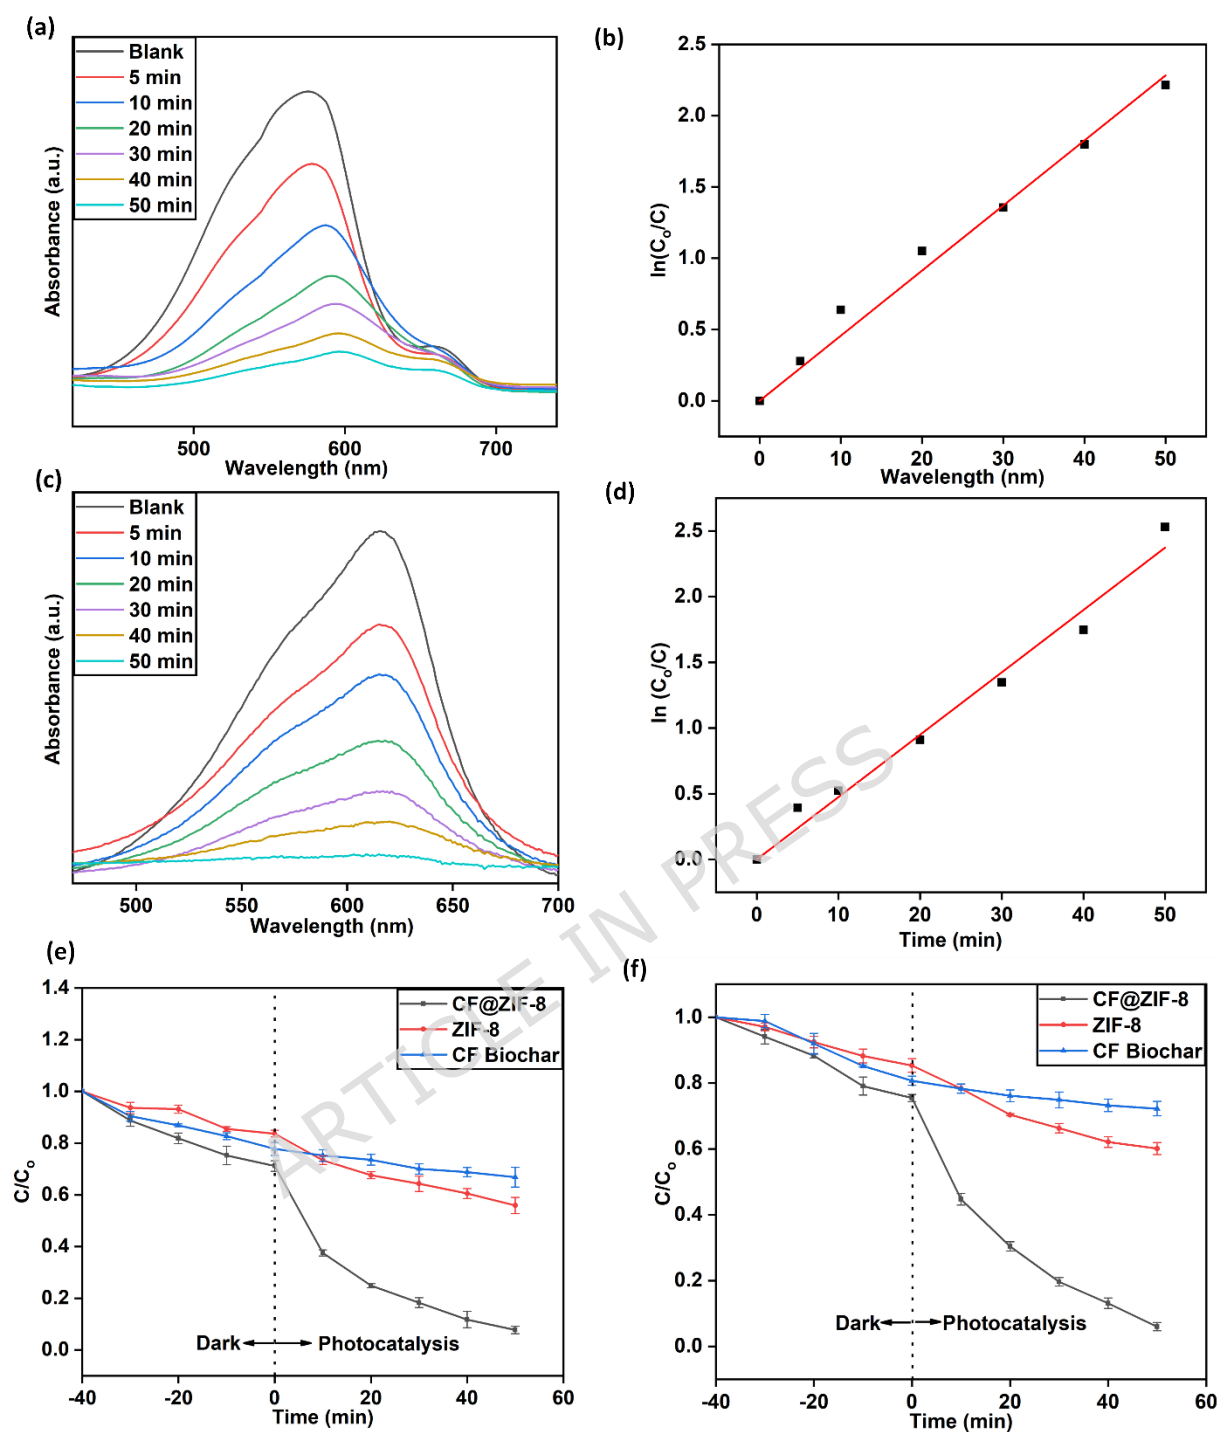 (a)
Blank
5 min
10 min
20 min
30 min
40 min
50 min
Absorbance (a.u.)
500
600
700
Wavelength (nm)
(b)
2.5
2.0
1.5
1.0
0.5
0.0
ln(Co/C)
0
10
20
30
40
50
Wavelength (nm)
(c)
Blank
5 min
10 min
20 min
30 min
40 min
50 min
Absorbance (a.u.)
500
550
600
650
700
Wavelength (nm)
(d)
2.5
2.0
1.5
1.0
0.5
0.0
ln (Co/C)
0
10
20
30
40
50
Time (min)
(e)
1.4
1.2
1.0
0.8
0.6
0.4
0.2
0.0
C/Co
CF@ZIF-8
ZIF-8
CF Biochar
Dark
Photocatalysis
-40
-20
0
20
40
60
Time (min)
(f)
1.0
0.8
0.6
0.4
0.2
0.0
C/Co
CF@ZIF-8
ZIF-8
CF Biochar
Dark
Photocatalysis
-40
-20
0
20
40
60
Time (min)
ARTICLE IN PRESS